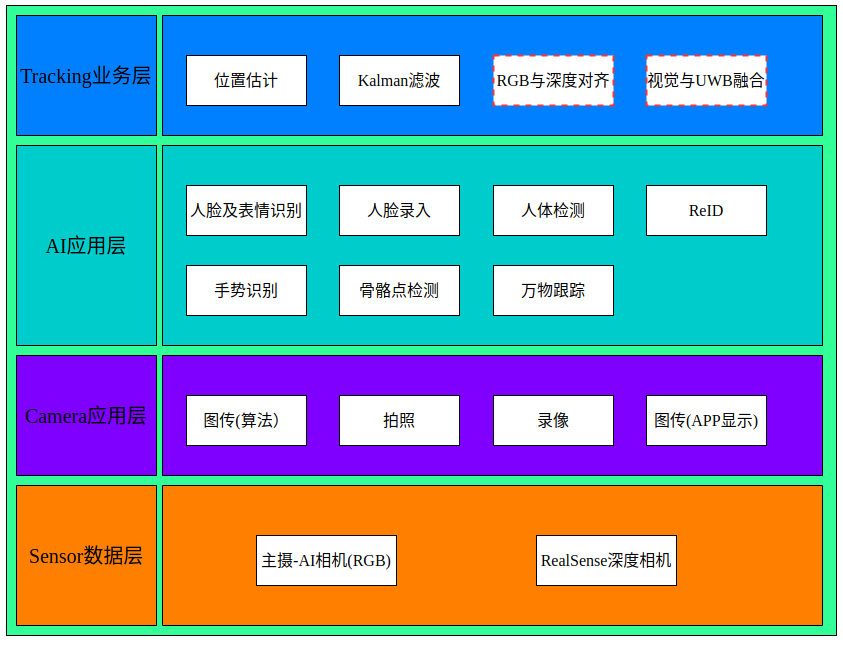 Tracking业务层
位置估计
Kalman滤波
RGB与深度对齐
视觉与UWB融合
AI应用层
人脸及表情识别
人脸录入
人体检测
ReID
手势识别
骨骼点检测
万物跟踪
Camera应用层
图传(算法）
拍照
录像
图传(APP显示)
Sensor数据层
主摄-AI相机(RGB)
RealSense深度相机